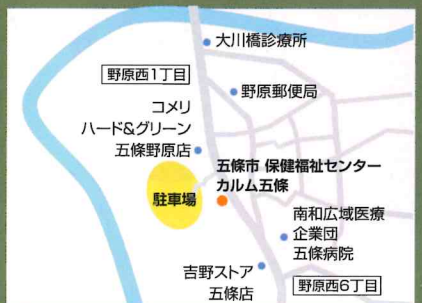 大川橋診療所
野原西1丁目
野原郵便局
コメリ
ハード&グリーン
五條野原店
五條市 保健福祉センター
カルム五條
駐車場
南和広域医療
企業団
五條病院
吉野ストア
五條店
野原西6丁目